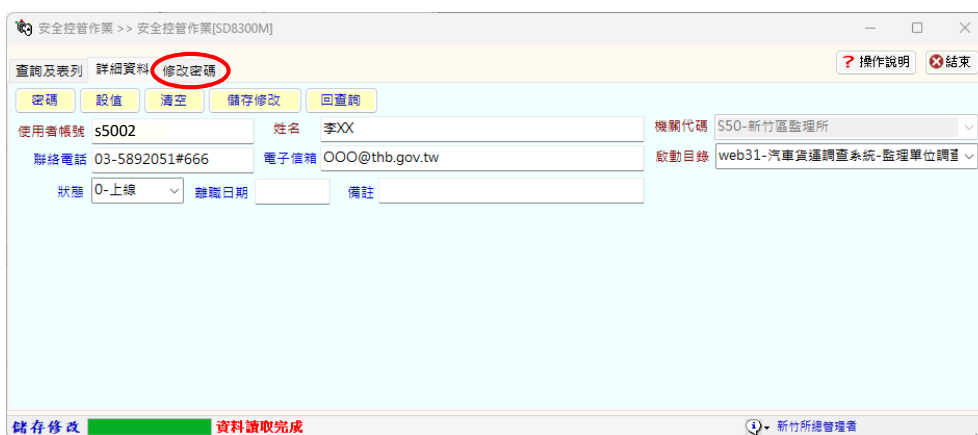 安全控管作業 >> 安全控管作業[SD8300M]
查詢及表列 詳細資料 修改密碼 ? 操作說明 結束
密碼 設值 清空 儲存修改 回查詢
使用者帳號 s5002 姓名 李XX 機關代碼 S50-新竹區監理所
聯絡電話 03-5892051#666 電子信箱 OOO@thb.gov.tw 啟動目錄 web31-汽車貨運調查系統-監理單位調查
狀態 0-上線 離職日期 備註
儲存修改 資料讀取完成 新竹所總管理者